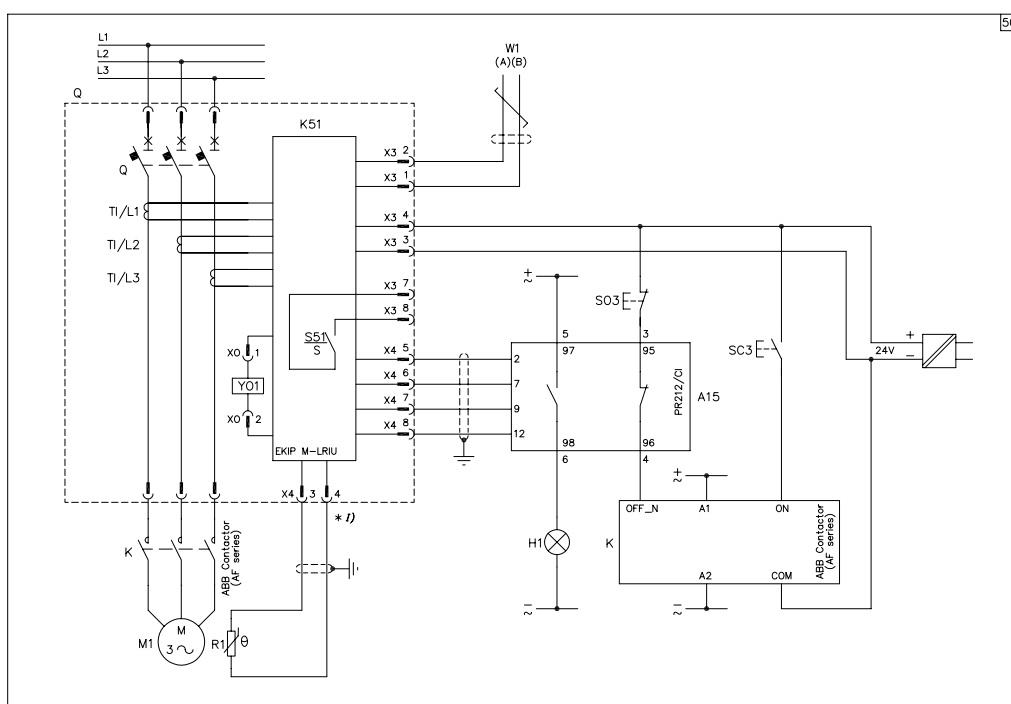 56
L1
L2
L3
W1
(A)(B)
Q
K51
Q
X3 2
X3 1
TI/L1
X3 4
TI/L2
X3 3
TI/L3
X3 7
X3 8
+
~
SO3
5
3
S51
S
97
95
SC3
+
24V
−
XO 1
X4 5
2
YO1
X4 6
7
PR212/CI
A15
X4 7
9
XO 2
X4 8
12
98
96
EKIP M-LRIU
6
4
+
~
X4 3
4
* 1)
OFF_N
A1
ON
K
ABB Contactor
(AF series)
H1
K
ABB Contactor
(AF series)
A2
COM
M1
M
3 ~
R1
θ
−
~
−
~